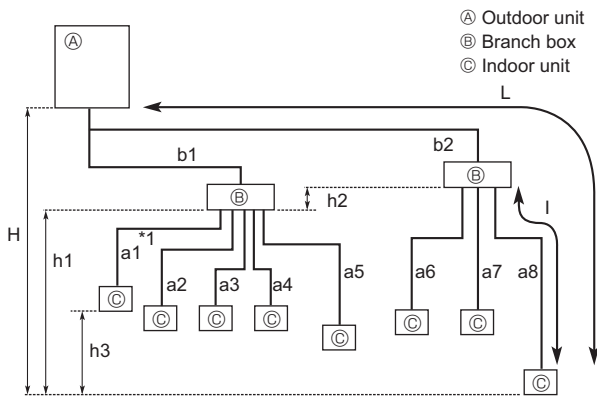 Ⓐ Outdoor unit
Ⓑ Branch box
Ⓒ Indoor unit
Ⓐ
L
b1
b2
Ⓑ
Ⓑ
h2
l
H
h1
*1
a1
a2
a3
a4
a5
a6
a7
a8
Ⓒ
Ⓒ
Ⓒ
Ⓒ
Ⓒ
Ⓒ
Ⓒ
h3
Ⓒ